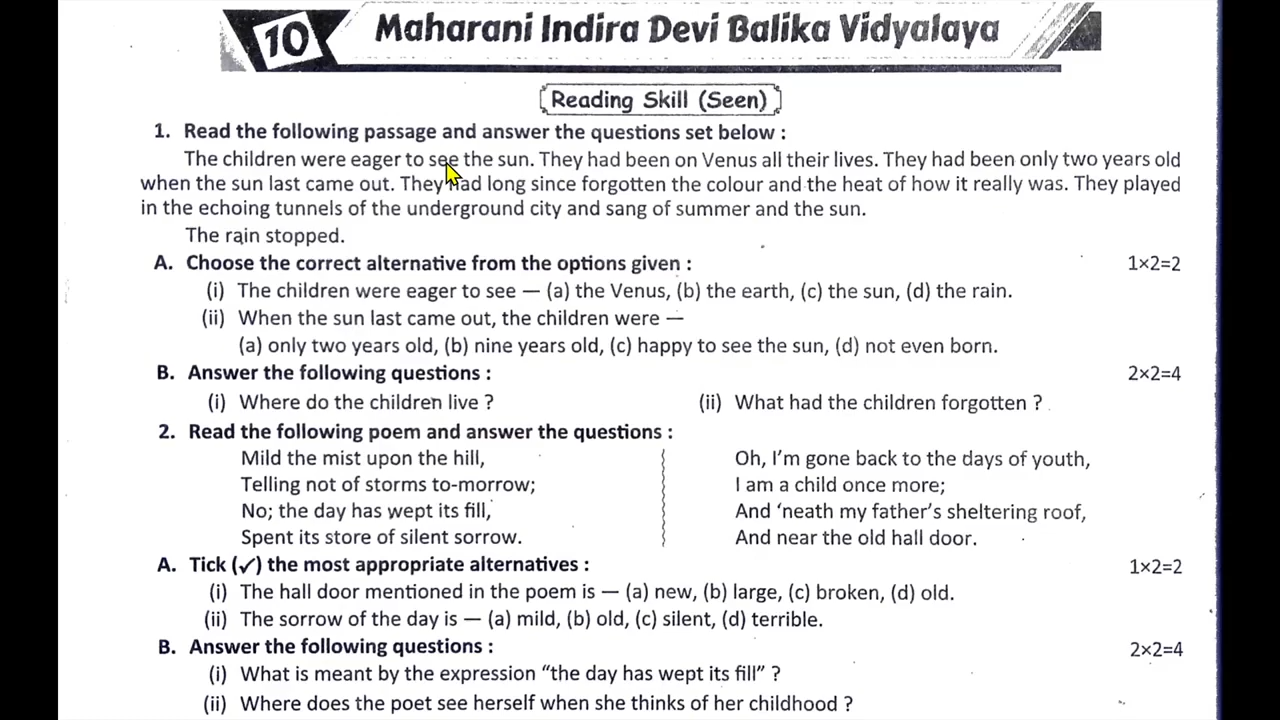 10 Maharani Indira Devi Balika Vidyalaya
Reading Skill (Seen)
1. Read the following passage and answer the questions set below :
The children were eager to see the sun. They had been on Venus all their lives. They had been only two years old
when the sun last came out. They had long since forgotten the colour and the heat of how it really was. They played
in the echoing tunnels of the underground city and sang of summer and the sun.
The rain stopped.
A. Choose the correct alternative from the options given : 1×2=2
(i) The children were eager to see — (a) the Venus, (b) the earth, (c) the sun, (d) the rain.
(ii) When the sun last came out, the children were —
(a) only two years old, (b) nine years old, (c) happy to see the sun, (d) not even born.
B. Answer the following questions : 2×2=4
(i) Where do the children live ? (ii) What had the children forgotten ?
2. Read the following poem and answer the questions :
Mild the mist upon the hill,
Telling not of storms to-morrow;
No; the day has wept its fill,
Spent its store of silent sorrow.
Oh, I'm gone back to the days of youth,
I am a child once more;
And 'neath my father's sheltering roof,
And near the old hall door.
A. Tick (✓) the most appropriate alternatives : 1×2=2
(i) The hall door mentioned in the poem is — (a) new, (b) large, (c) broken, (d) old.
(ii) The sorrow of the day is — (a) mild, (b) old, (c) silent, (d) terrible.
B. Answer the following questions : 2×2=4
(i) What is meant by the expression "the day has wept its fill" ?
(ii) Where does the poet see herself when she thinks of her childhood ?